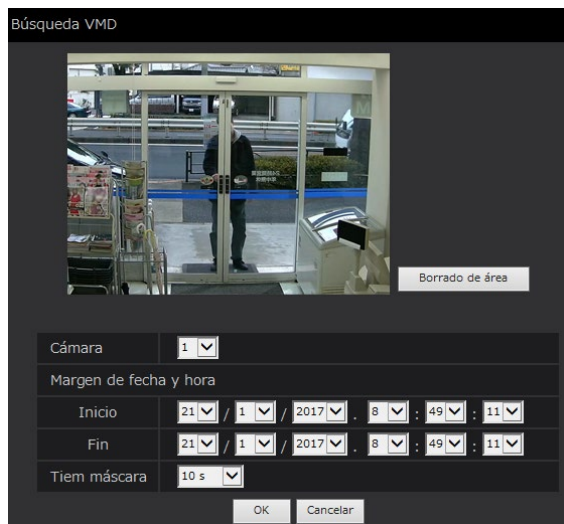 Búsqueda VMD
Borrado de área
Cámara 1
Margen de fecha y hora
Inicio 21 / 1 / 2017 . 8 : 49 : 11
Fin 21 / 1 / 2017 . 8 : 49 : 11
Tiem máscara 10 s
OK Cancelar